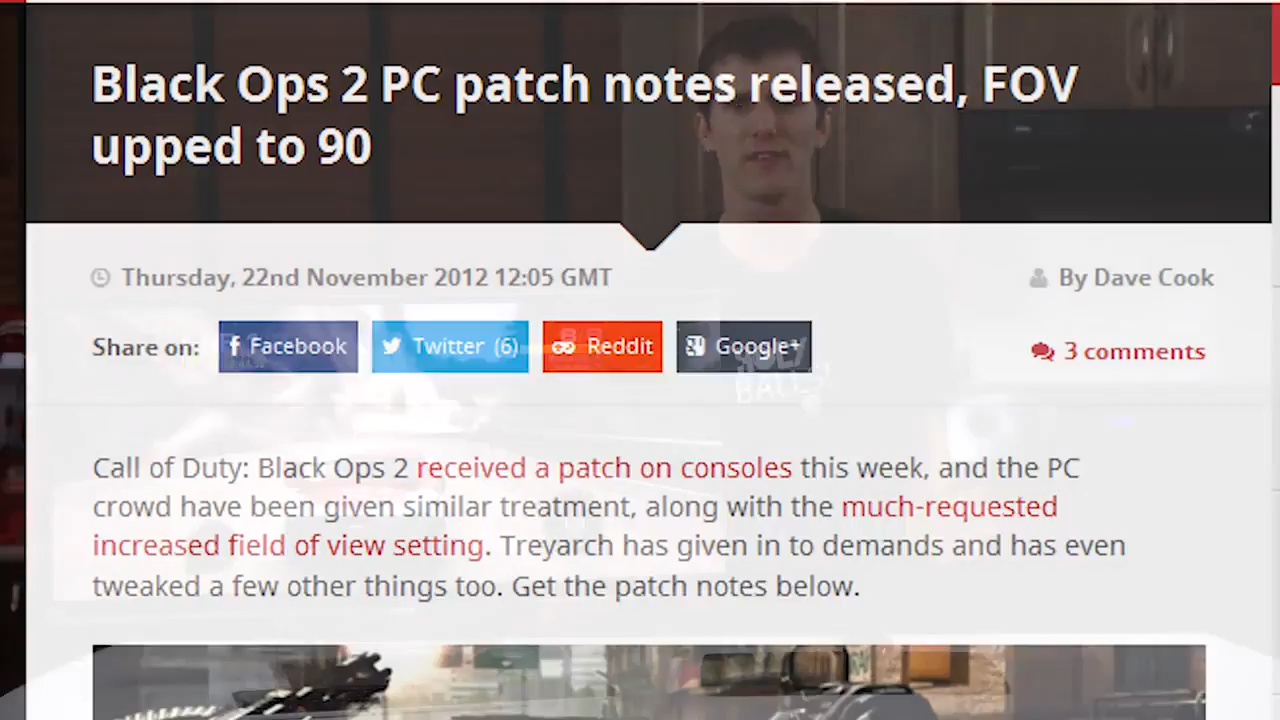 Black Ops 2 PC patch notes released, FOV
upped to 90
Thursday, 22nd November 2012 12:05 GMT
By Dave Cook
Share on:
Facebook
Twitter (6)
Reddit
Google+
3 comments
Call of Duty: Black Ops 2 received a patch on consoles this week, and the PC
crowd have been given similar treatment, along with the much-requested
increased field of view setting. Treyarch has given in to demands and has even
tweaked a few other things too. Get the patch notes below.